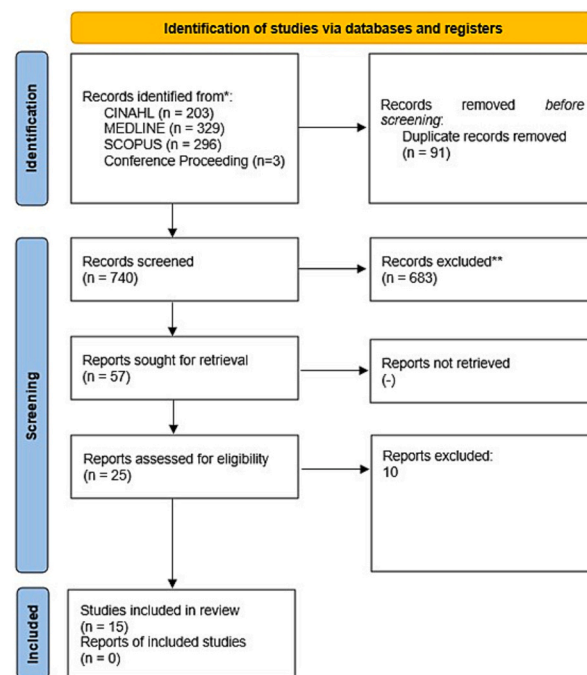 Identification of studies via databases and registers
Identification
Records identified from*:
CINAHL (n = 203)
MEDLINE (n = 329)
SCOPUS (n = 296)
Conference Proceeding (n=3)
Records removed before
screening:
Duplicate records removed
(n = 91)
Screening
Records screened
(n = 740)
Records excluded**
(n = 683)
Reports sought for retrieval
(n = 57)
Reports not retrieved
(-)
Reports assessed for eligibility
(n = 25)
Reports excluded:
10
Included
Studies included in review
(n = 15)
Reports of included studies
(n = 0)